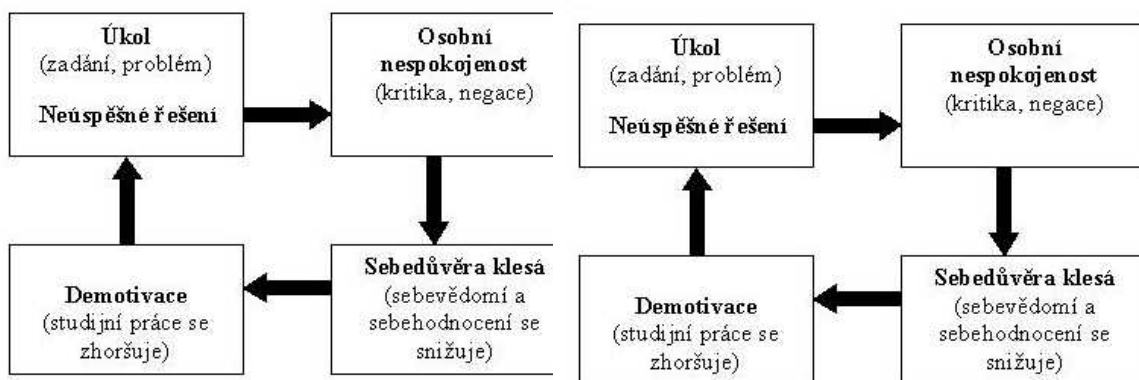 Úkol
(zadání, problém)
Neúspěšné řešení
Osobní
nespokojenost
(kritika, negace)
Demotivace
(studijní práce se
zhoršuje)
Sebedůvěra klesá
(sebevědomí a
sebehodnocení se
snižuje)
Úkol
(zadání, problém)
Neúspěšné řešení
Osobní
nespokojenost
(kritika, negace)
Demotivace
(studijní práce se
zhoršuje)
Sebedůvěra klesá
(sebevědomí a
sebehodnocení se
snižuje)